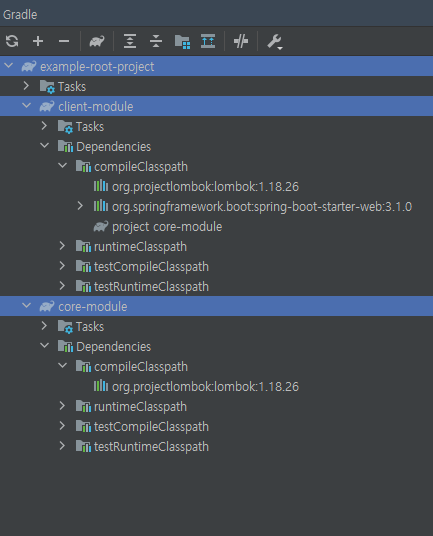 Gradle
example-root-project
Tasks
client-module
Tasks
Dependencies
compileClasspath
org.projectlombok:lombok:1.18.26
org.springframework.boot:spring-boot-starter-web:3.1.0
project core-module
runtimeClasspath
testCompileClasspath
testRuntimeClasspath
core-module
Tasks
Dependencies
compileClasspath
org.projectlombok:lombok:1.18.26
runtimeClasspath
testCompileClasspath
testRuntimeClasspath